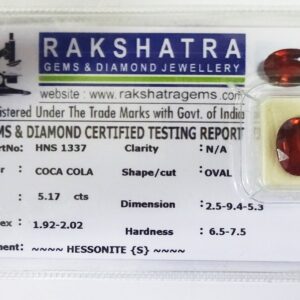 RAKSHATRA
GEMS & DIAMOND JEWELLERY
website : www.rakshatragems.com
istered Under The Trade Marks with Govt. of India
MS & DIAMOND CERTIFIED TESTING REPORT
No. HNS 1337 Clarity N/A
COCA COLA Shape/cut OVAL
5.17 cts Dimension 2.5-9.4-5.3
ex 1.92-2.02 Hardness 6.5-7.5
ment: ~~~~ HESSONITE {S} ~~~~